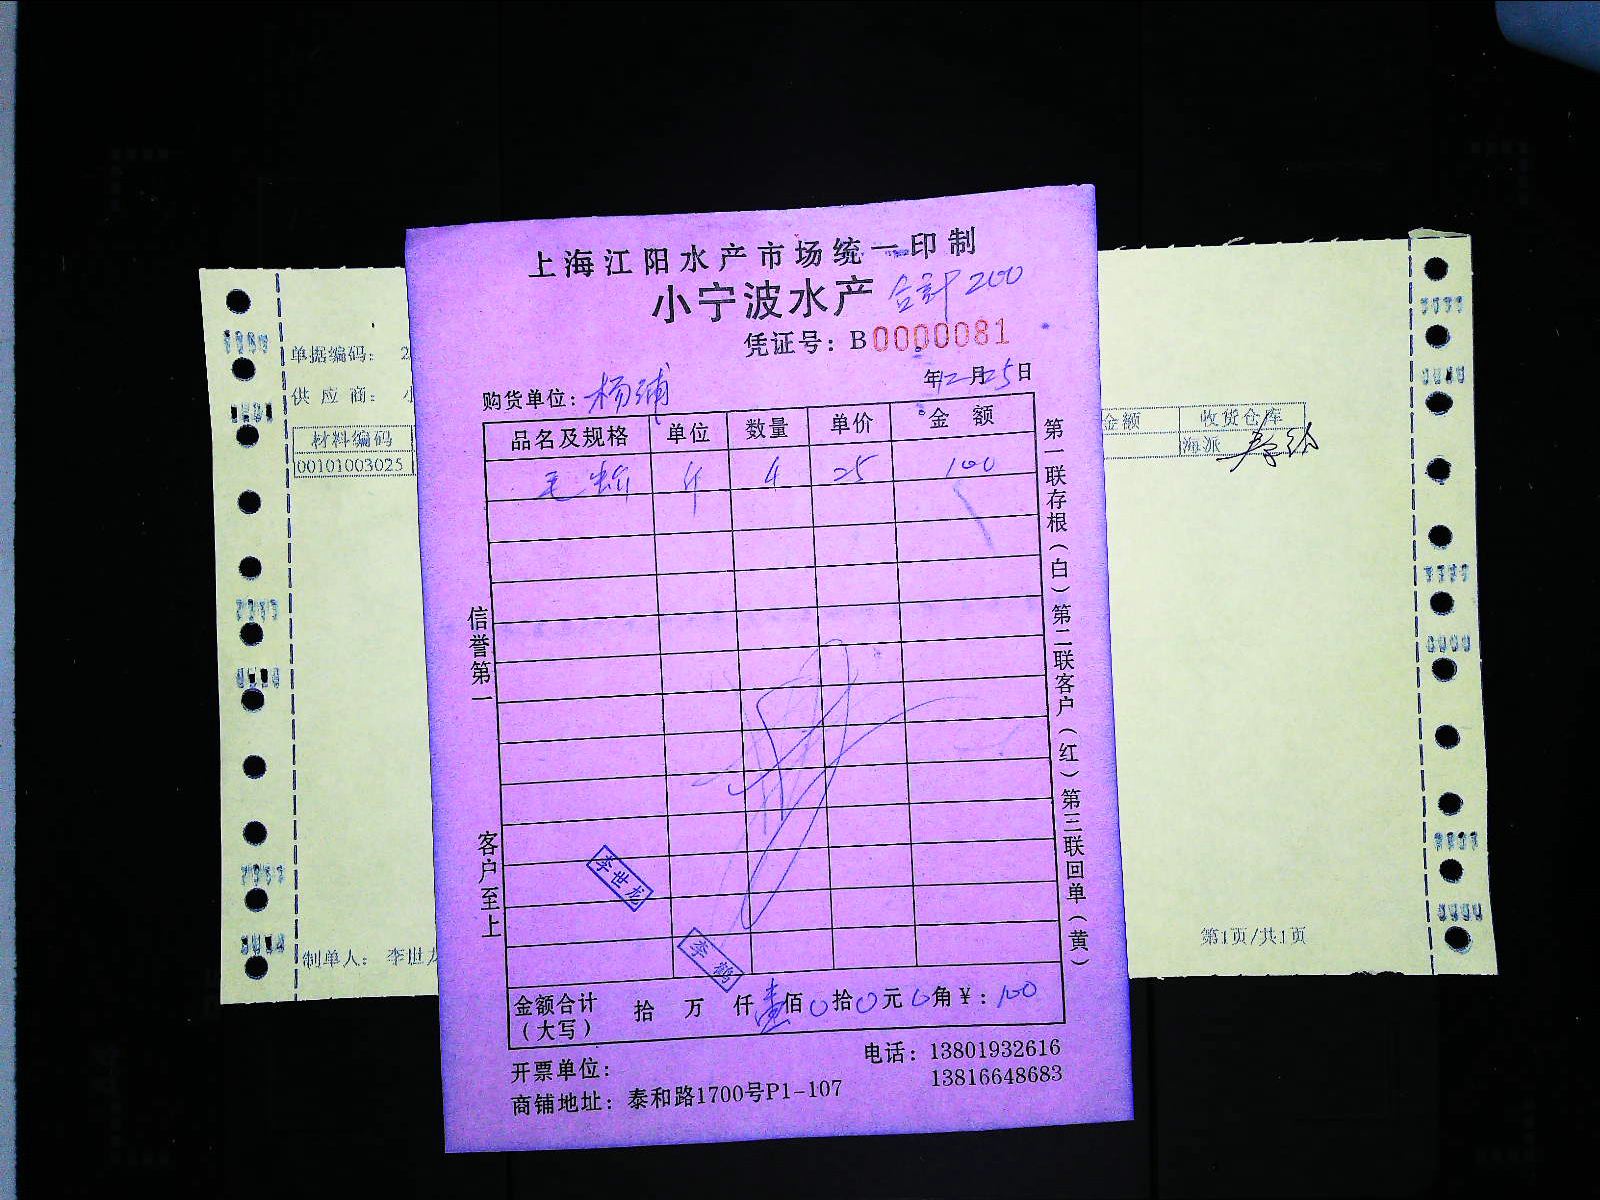 上海江阳水产市场统一印制
小宁波水产 合计 200
凭证号：B0000081
购货单位：杨浦
年12月25日
品名及规格 单位 数量 单价 金额
毛蚶 斤 4 25 100
信誉第一
客户至上
第一联存根（白）第二联客户（红）第三联回单（黄）
李世龙
李鹤
金额合计（大写） 拾 万 仟壹佰0拾0元0角¥：100
开票单位：
电话：13801932616
13816648683
商铺地址：泰和路1700号P1-107
单据编码： 2
供应商：
材料编码
00101003025
金额 收货仓库
海派
制单人： 李世龙
第1页/共1页